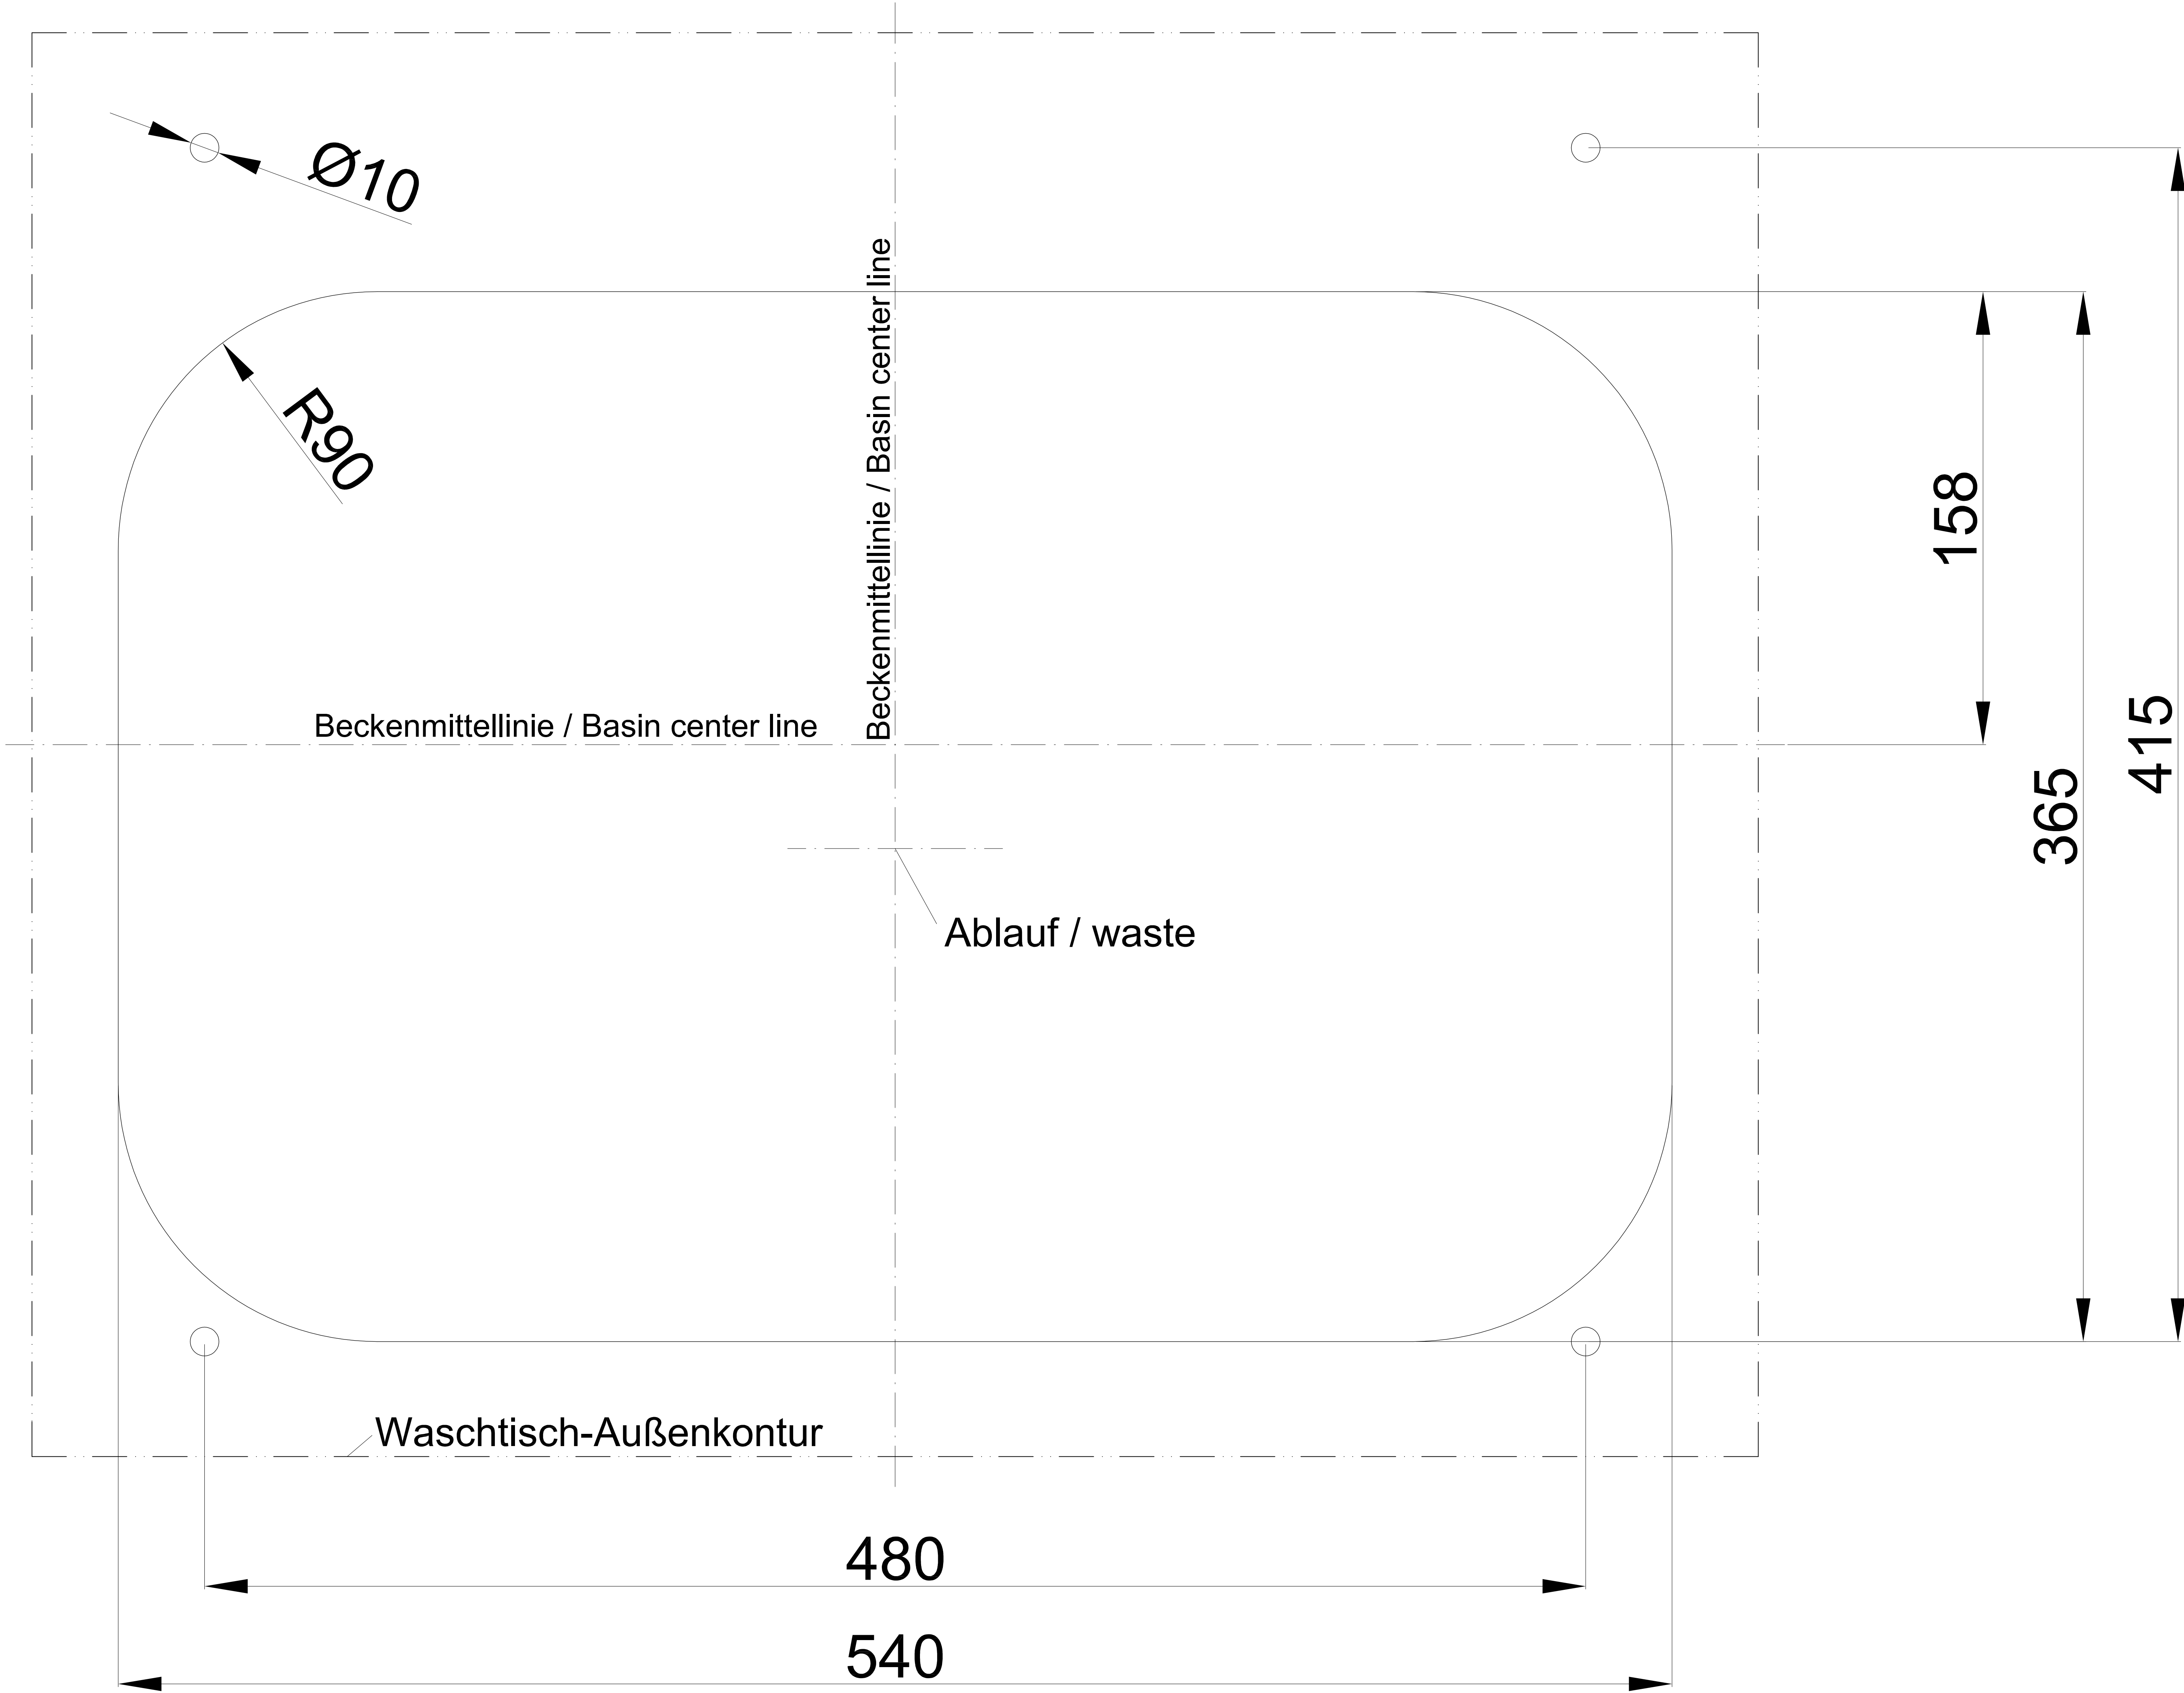 Ø10
R90
Beckenmittellinie / Basin center line
158
415
Beckenmittellinie / Basin center line
365
Ablauf / waste
Waschtisch-Außenkontur
480
540